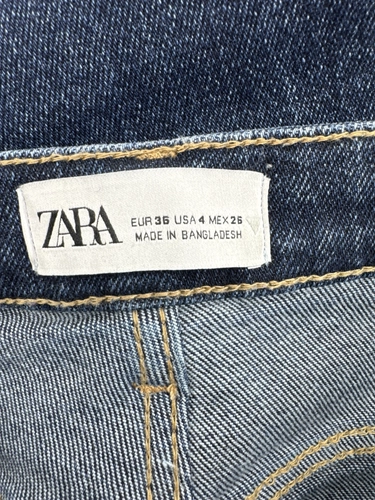 ZARA
EUR 36 USA 4 MEX 26
MADE IN BANGLADESH